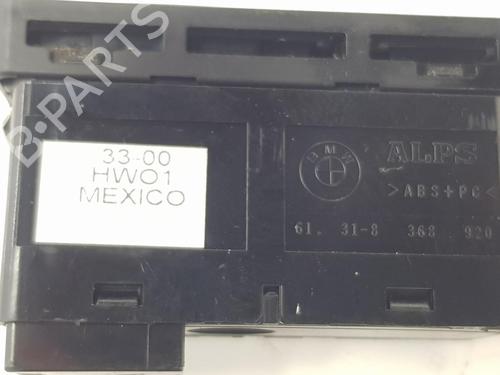 B-PARTS
33-00
HW01
MEXICO
BMW
ALPS
>ABS+PC<
61. 31-8 368 920